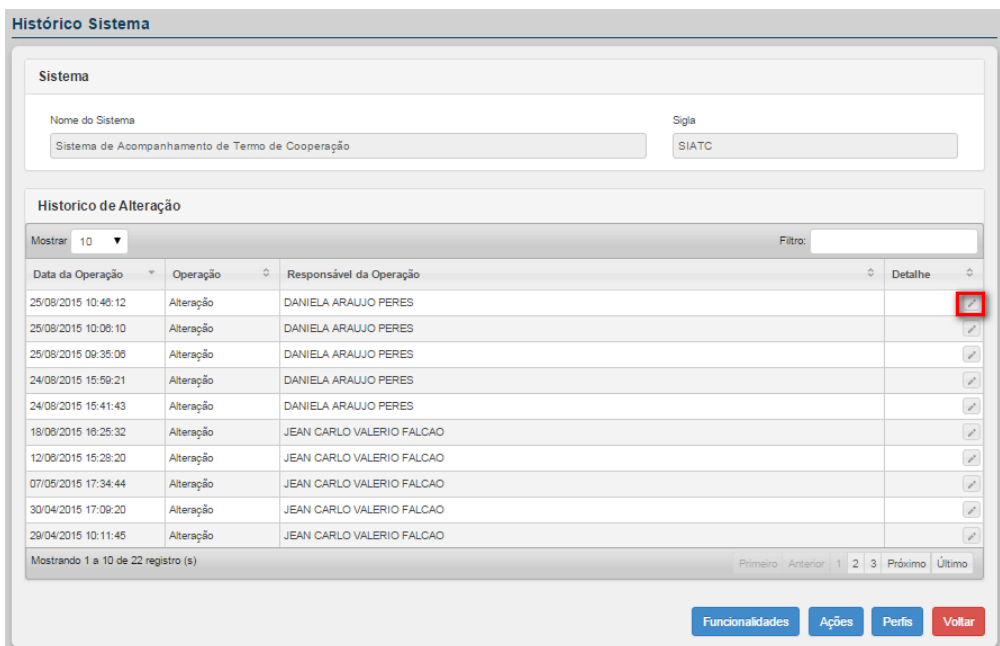 Histórico Sistema
Sistema
Nome do Sistema Sigla
Sistema de Acompanhamento de Termo de Cooperação SIATC
Historico de Alteração
Mostrar 10 Filtro:
Data da Operação Operação Responsável da Operação Detalhe
25/08/2015 10:46:12 Alteração DANIELA ARAUJO PERES
25/08/2015 10:06:10 Alteração DANIELA ARAUJO PERES
25/08/2015 09:35:06 Alteração DANIELA ARAUJO PERES
24/08/2015 15:59:21 Alteração DANIELA ARAUJO PERES
24/08/2015 15:41:43 Alteração DANIELA ARAUJO PERES
18/06/2015 16:25:32 Alteração JEAN CARLO VALERIO FALCAO
12/06/2015 15:28:20 Alteração JEAN CARLO VALERIO FALCAO
07/05/2015 17:34:44 Alteração JEAN CARLO VALERIO FALCAO
30/04/2015 17:09:20 Alteração JEAN CARLO VALERIO FALCAO
29/04/2015 10:11:45 Alteração JEAN CARLO VALERIO FALCAO
Mostrando 1 a 10 de 22 registro (s) Primeiro Anterior 1 2 3 Próximo Último
Funcionalidades Ações Perfis Voltar